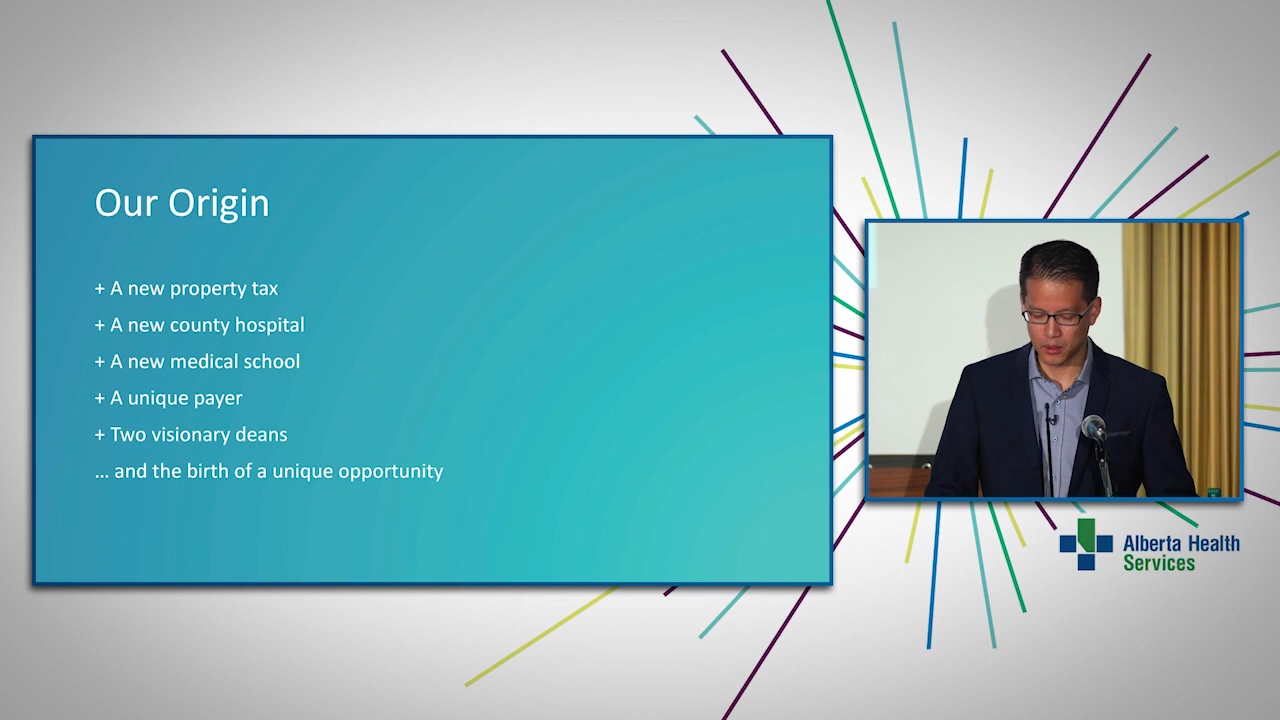 Our Origin
+ A new property tax
+ A new county hospital
+ A new medical school
+ A unique payer
+ Two visionary deans
… and the birth of a unique opportunity
Alberta Health
Services